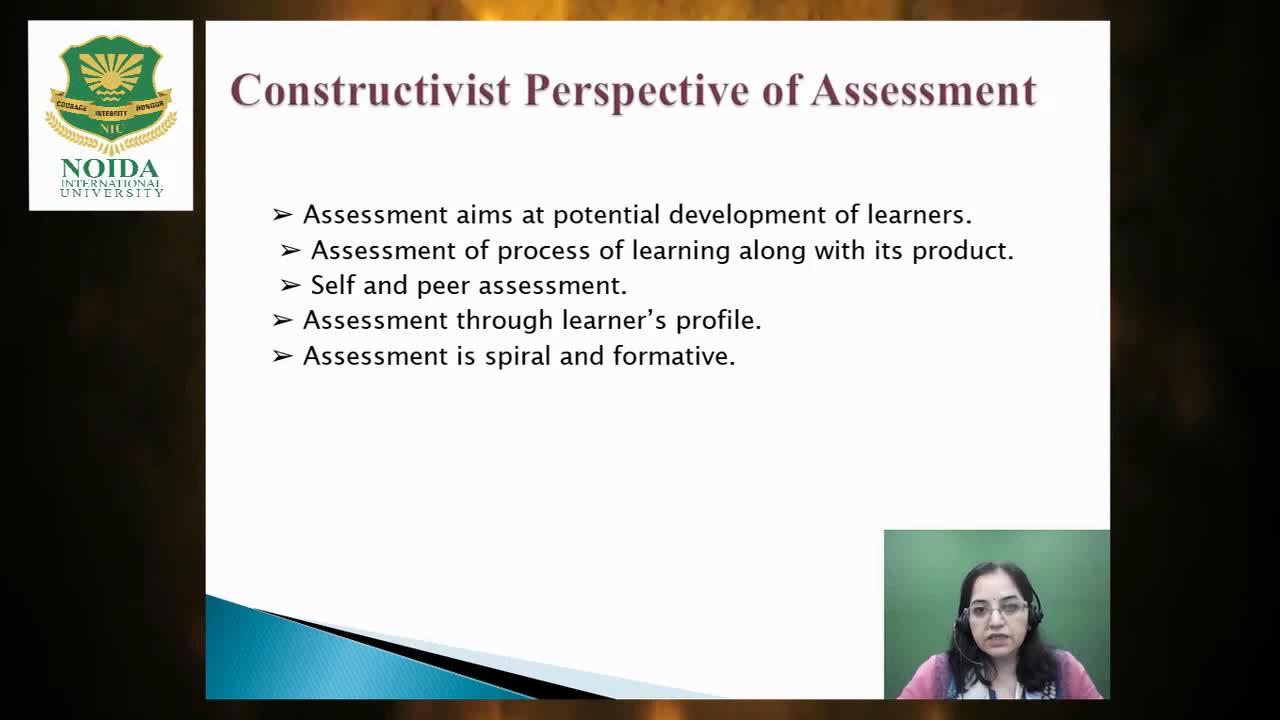 COURAGE
HONOUR
INTEGRITY
NIU
NOIDA
INTERNATIONAL
UNIVERSITY
Constructivist Perspective of Assessment
➢ Assessment aims at potential development of learners.
➢ Assessment of process of learning along with its product.
➢ Self and peer assessment.
➢ Assessment through learner’s profile.
➢ Assessment is spiral and formative.